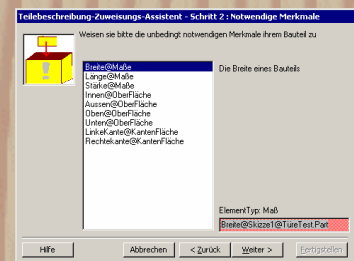 Teilebeschreibung-Zuweisungs-Assistent - Schritt 2 : Notwendige Merkmale
Weisen sie bitte die unbedingt notwendigen Merkmale ihrem Bauteil zu
Breite@Maße
Länge@Maße
Stärke@Maße
Innen@OberFläche
Aussen@OberFläche
Oben@OberFläche
Unten@OberFläche
LinkeKante@KantenFläche
Rechtekante@KantenFläche
Die Breite eines Bauteils
ElementTyp: Maß
Breite@Skizze1@TüreTest.Part
Hilfe
Abbrechen
< Zurück
Weiter >
Fertigstellen